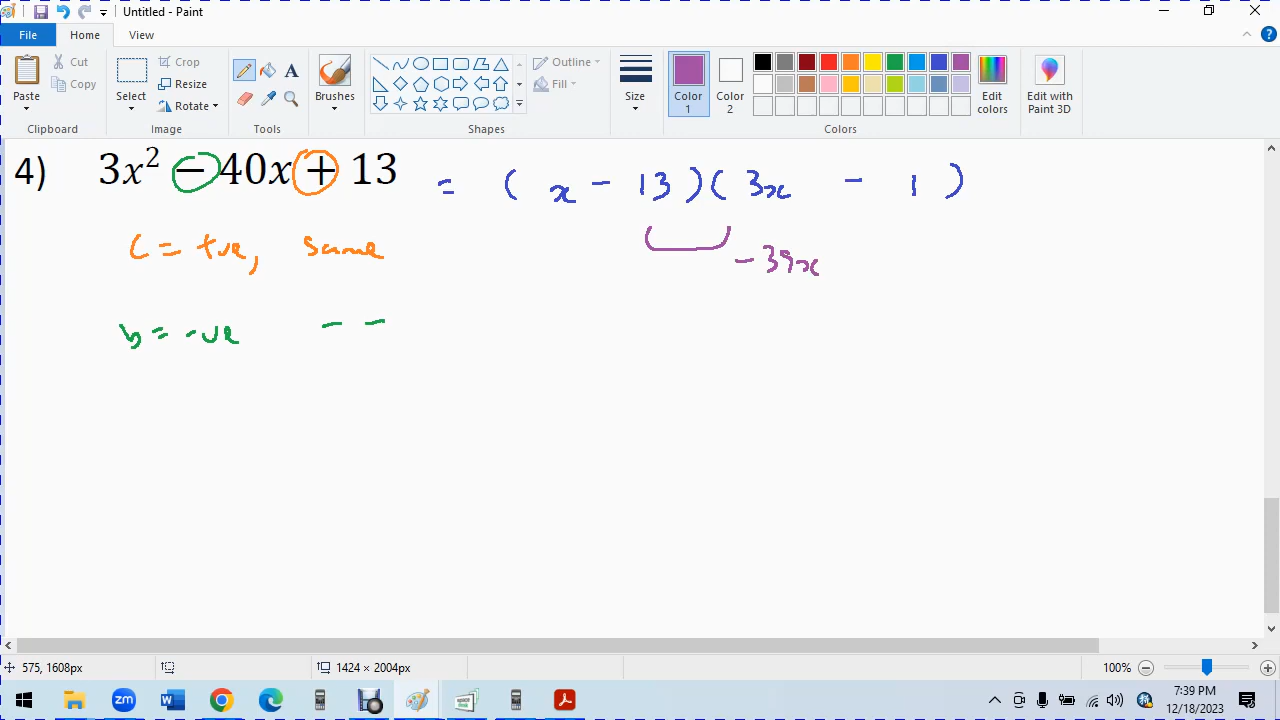 Untitled - Paint
File Home View
Paste Cut Copy Clipboard
Select Crop Resize Rotate Image
Tools
Brushes
Shapes Outline Fill
Size
Color 1 Color 2 Edit colors Colors
Edit with Paint 3D
4) 3x² − 40x + 13 = ( x - 13 ) ( 3x - 1 )
C = +ve, Same
- 39x
b = -ve - -
575, 1608px 1424 × 2004px 100%
7:39 PM
12/18/2023